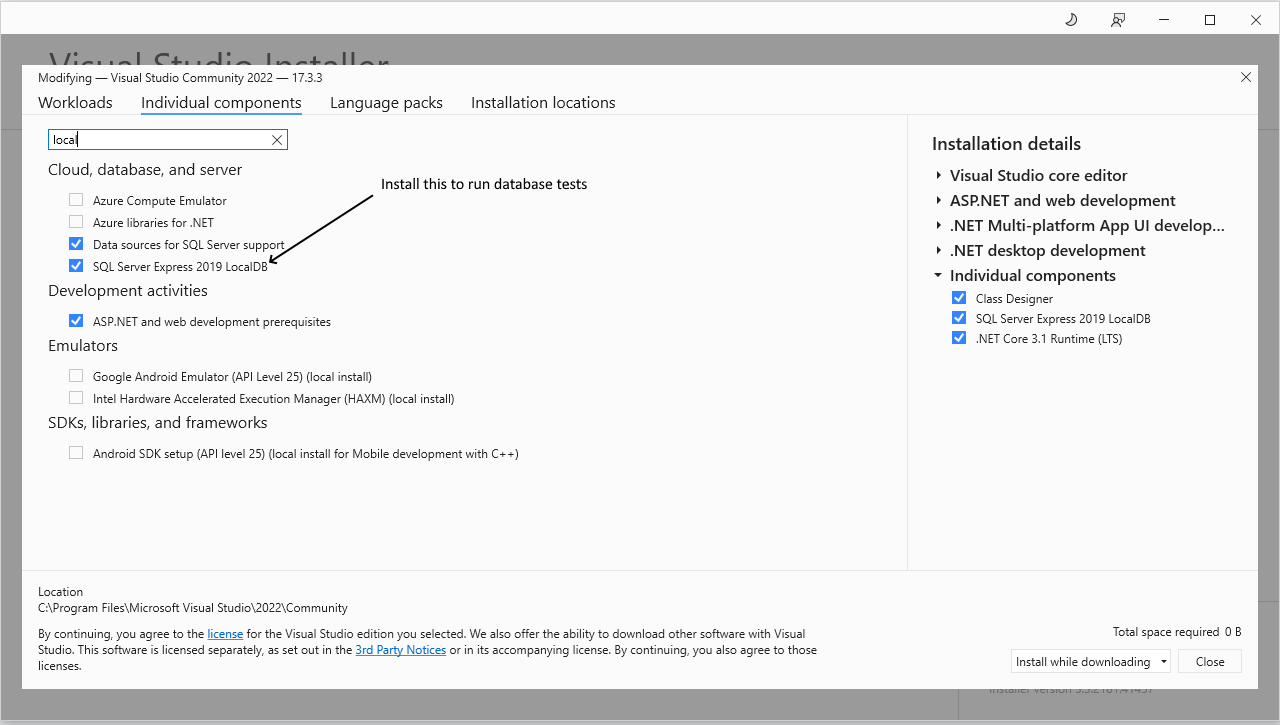 Visual Studio Installer
Modifying — Visual Studio Community 2022 — 17.3.3
Workloads
Individual components
Language packs
Installation locations
local
Cloud, database, and server
Install this to run database tests
Azure Compute Emulator
Azure libraries for .NET
Data sources for SQL Server support
SQL Server Express 2019 LocalDB
Development activities
ASP.NET and web development prerequisites
Emulators
Google Android Emulator (API Level 25) (local install)
Intel Hardware Accelerated Execution Manager (HAXM) (local install)
SDKs, libraries, and frameworks
Android SDK setup (API level 25) (local install for Mobile development with C++)
Installation details
Visual Studio core editor
ASP.NET and web development
.NET Multi-platform App UI develop...
.NET desktop development
Individual components
Class Designer
SQL Server Express 2019 LocalDB
.NET Core 3.1 Runtime (LTS)
Location
C:\Program Files\Microsoft Visual Studio\2022\Community
By continuing, you agree to the license for the Visual Studio edition you selected. We also offer the ability to download other software with Visual
Studio. This software is licensed separately, as set out in the 3rd Party Notices or in its accompanying license. By continuing, you also agree to those
licenses.
Total space required 0 B
Install while downloading
Close
Installer version